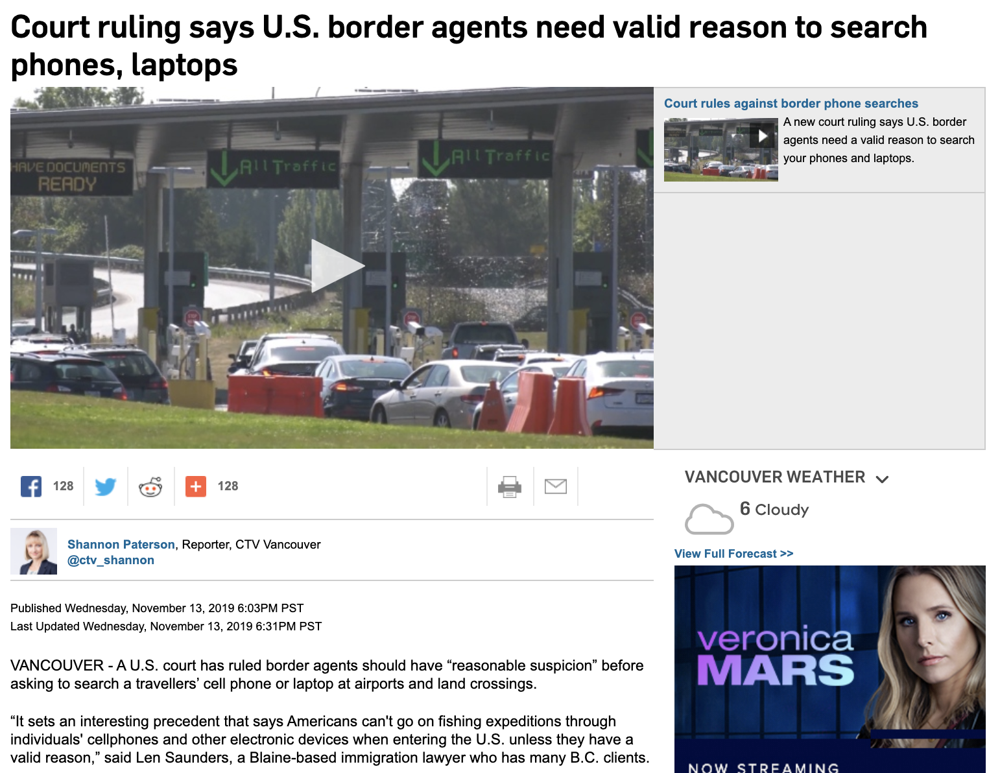 Court ruling says U.S. border agents need valid reason to search
phones, laptops
HAVE DOCUMENTS
READY
All Traffic
All Traffic
STOP
STOP
STOP
Court rules against border phone searches
A new court ruling says U.S. border
agents need a valid reason to search
your phones and laptops.
128
128
VANCOUVER WEATHER
6 Cloudy
View Full Forecast >>
Shannon Paterson, Reporter, CTV Vancouver
@ctv_shannon
Published Wednesday, November 13, 2019 6:03PM PST
Last Updated Wednesday, November 13, 2019 6:31PM PST
VANCOUVER - A U.S. court has ruled border agents should have “reasonable suspicion” before
asking to search a travellers’ cell phone or laptop at airports and land crossings.
“It sets an interesting precedent that says Americans can't go on fishing expeditions through
individuals' cellphones and other electronic devices when entering the U.S. unless they have a
valid reason,” said Len Saunders, a Blaine-based immigration lawyer who has many B.C. clients.
veronica
MARS
NOW STREAMING